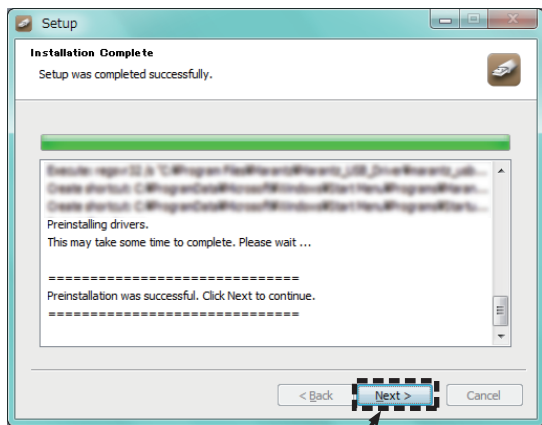 Setup
Installation Complete
Setup was completed successfully.
Preinstalling drivers.
This may take some time to complete. Please wait ...
==============================
Preinstallation was successful. Click Next to continue.
==============================
< Back
Next >
Cancel